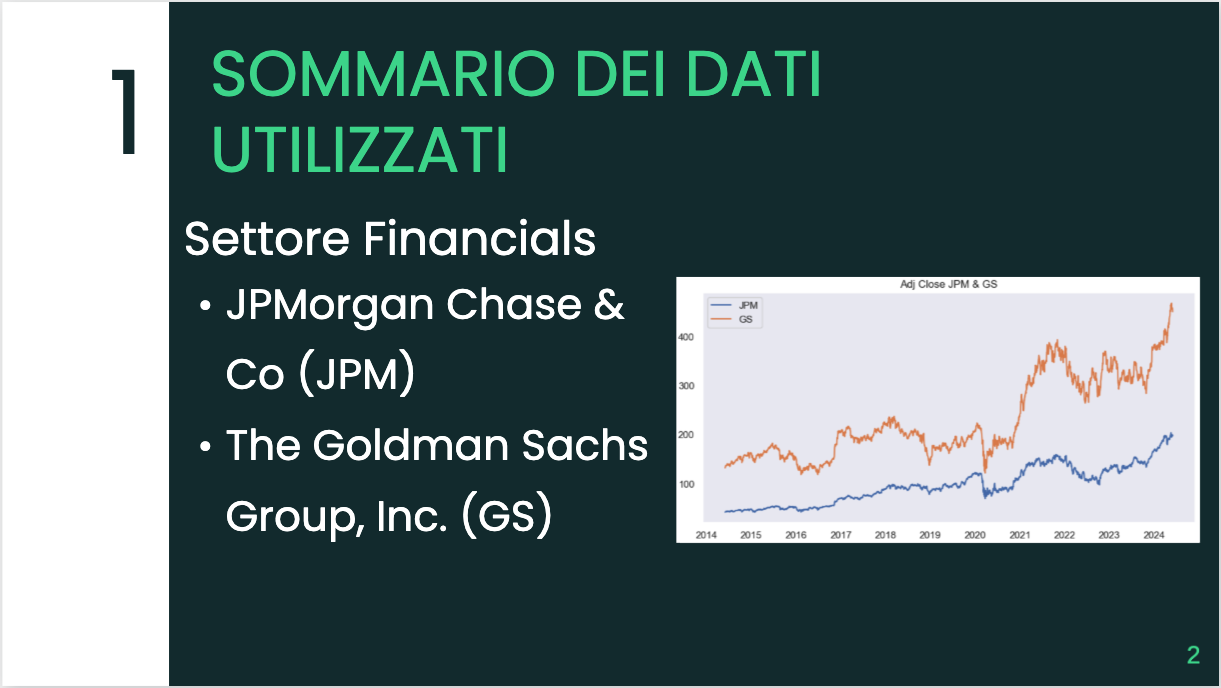 1
SOMMARIO DEI DATI
UTILIZZATI
Settore Financials
• JPMorgan Chase &
Co (JPM)
• The Goldman Sachs
Group, Inc. (GS)
Adj Close JPM & GS
JPM
GS
400
300
200
100
2014 2015 2016 2017 2018 2019 2020 2021 2022 2023 2024
2